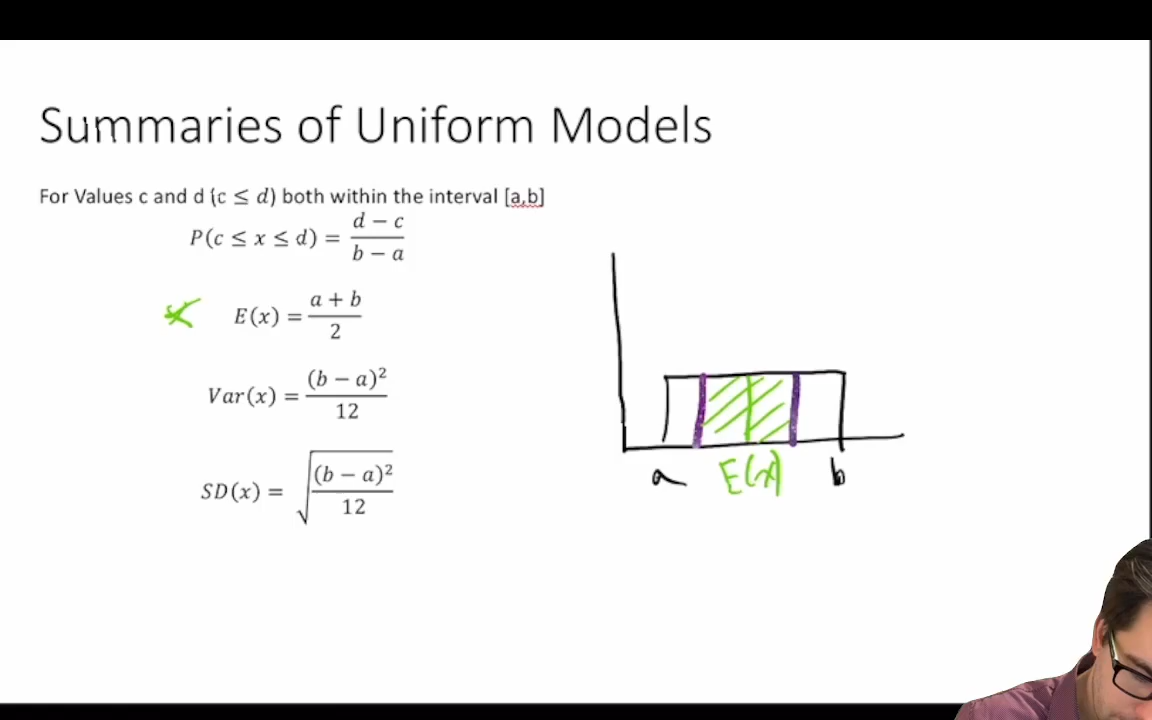 Summaries of Uniform Models
For Values c and d {c ≤ d) both within the interval [a,b]
P(c ≤ x ≤ d) = (d − c)/(b − a)
E(x) = (a + b)/2
Var(x) = (b − a)²/12
SD(x) = √((b − a)²/12)
a E(x) b